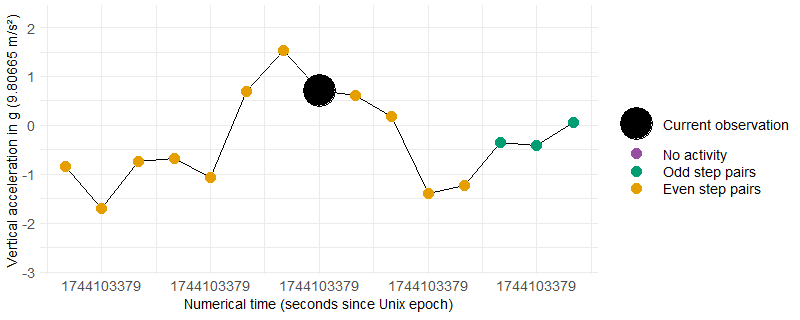 Vertical acceleration in g (9.80665 m/s²)
2
1
0
-1
-2
-3
1744103379 1744103379 1744103379 1744103379 1744103379
Numerical time (seconds since Unix epoch)
Current observation
No activity
Odd step pairs
Even step pairs